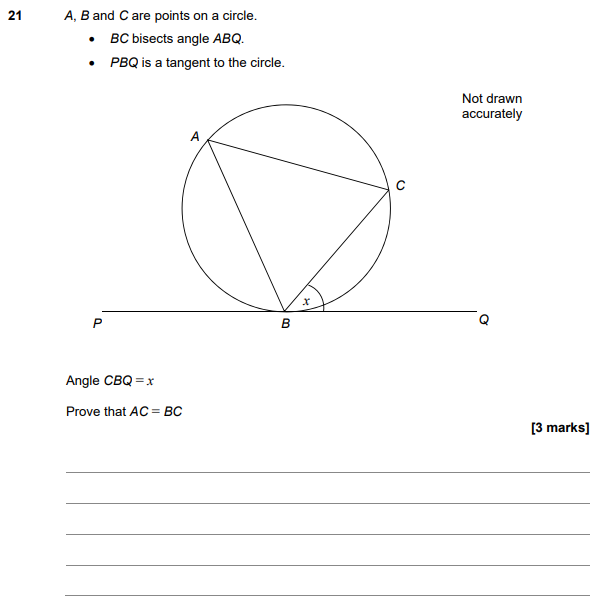 21 A, B and C are points on a circle.
• BC bisects angle ABQ.
• PBQ is a tangent to the circle.
Not drawn
accurately
A
C
x
P
B
Q
Angle CBQ = x
Prove that AC = BC
[3 marks]